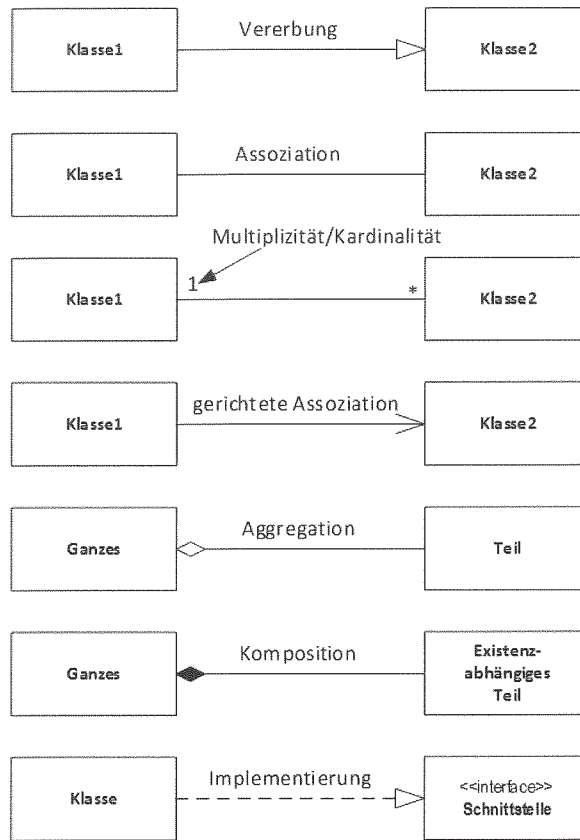 Vererbung
Klasse1
Klasse2
Assoziation
Klasse1
Klasse2
Multiplizität/Kardinalität
1
*
Klasse1
Klasse2
gerichtete Assoziation
Klasse1
Klasse2
Aggregation
Ganzes
Teil
Komposition
Ganzes
Existenz-
abhängiges
Teil
Implementierung
Klasse
<<interface>>
Schnittstelle